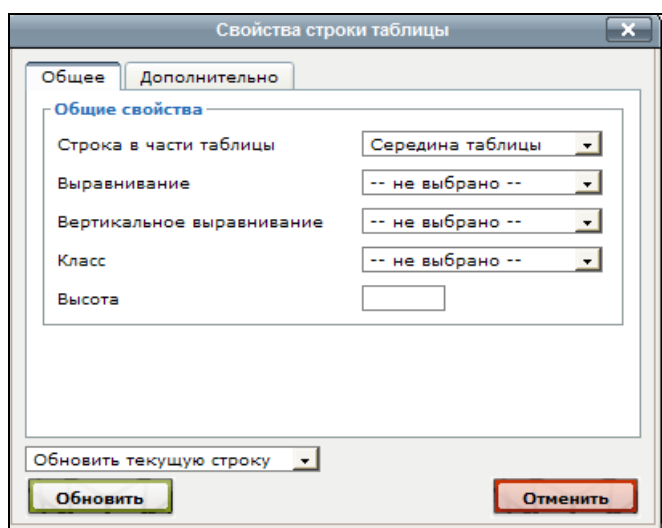 Свойства строки таблицы
Общее Дополнительно
Общие свойства
Строка в части таблицы Середина таблицы
Выравнивание -- не выбрано --
Вертикальное выравнивание -- не выбрано --
Класс -- не выбрано --
Высота
Обновить текущую строку
Обновить Отменить